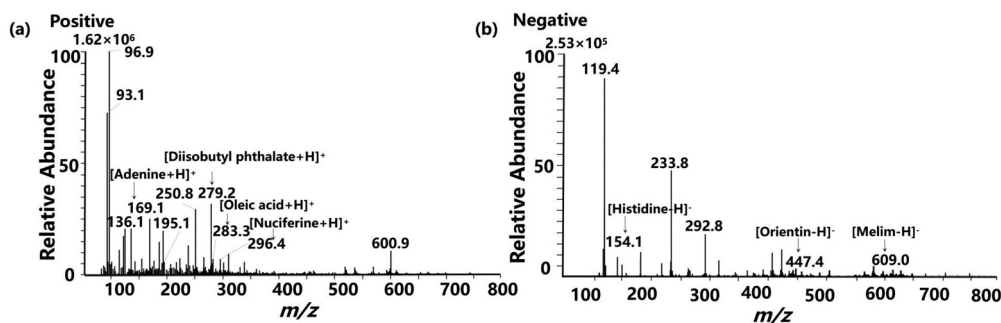 (a)
Positive
1.62×10⁶
Relative Abundance
100
50
0
96.9
93.1
[Diisobutyl phthalate+H]⁺
[Adenine+H]⁺
250.8
279.2
169.1
[Oleic acid+H]⁺
136.1
195.1
[Nuciferine+H]⁺
283.3
296.4
600.9
100 200 300 400 500 600 700 800
m/z
(b)
Negative
2.53×10⁵
Relative Abundance
100
50
0
119.4
233.8
[Histidine-H]⁻
154.1
292.8
[Orientin-H]⁻
[Melim-H]⁻
447.4
609.0
100 200 300 400 500 600 700 800
m/z